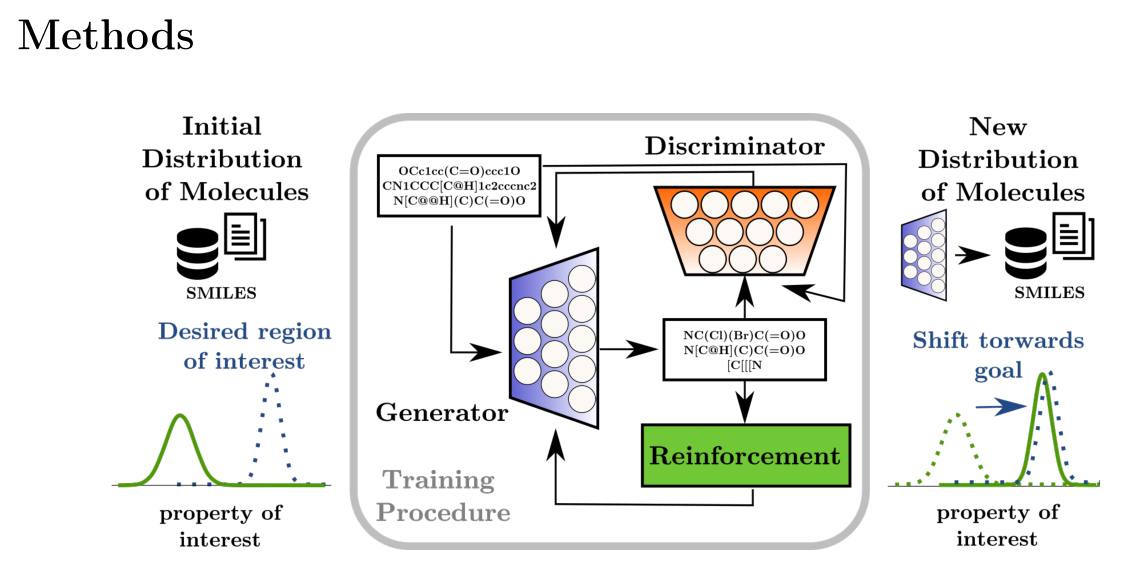 Methods
Initial
Distribution
of Molecules
SMILES
Desired region
of interest
property of
interest
OCc1cc(C=O)ccc1O
CN1CCC[C@H]1c2cccnc2
N[C@@H](C)C(=O)O
Discriminator
Generator
NC(Cl)(Br)C(=O)O
N[C@H](C)C(=O)O
[C[[[N
Reinforcement
Training
Procedure
New
Distribution
of Molecules
SMILES
Shift torwards
goal
property of
interest